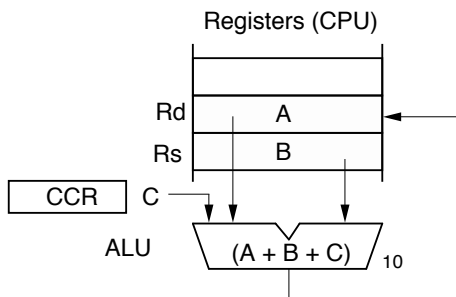 Registers (CPU)
Rd A
Rs B
CCR C
ALU (A + B + C) 10